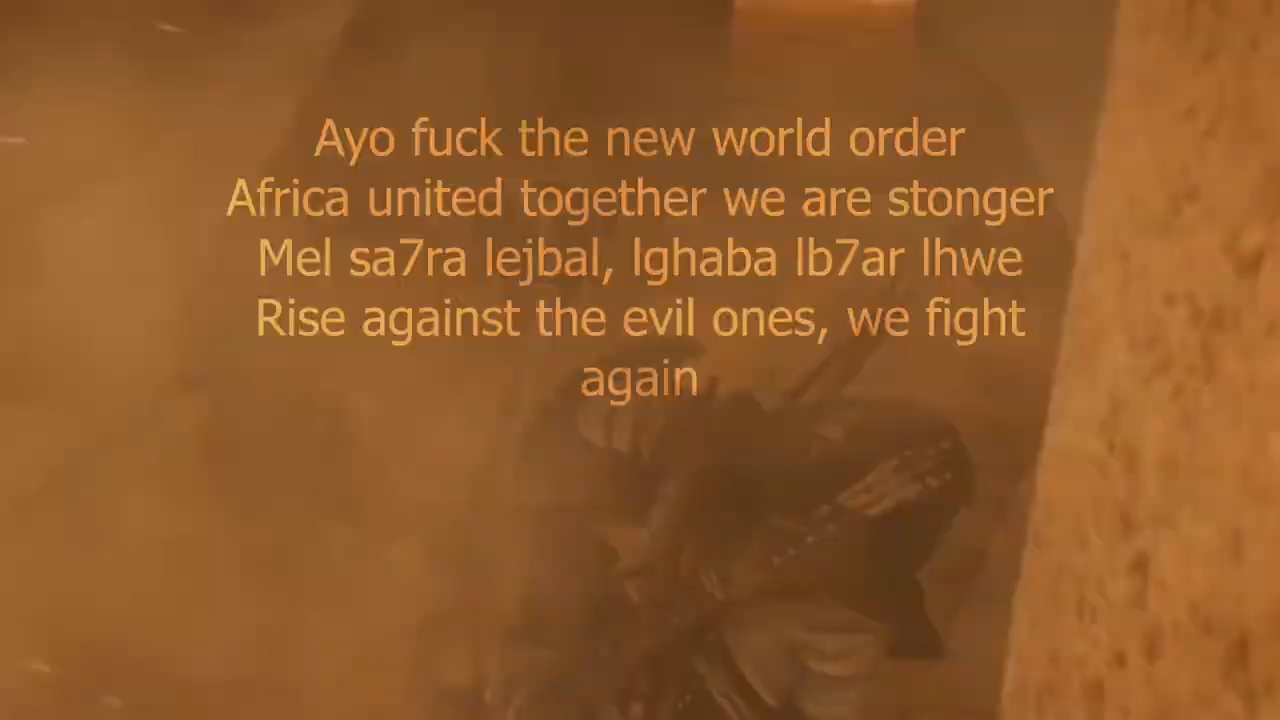 Ayo fuck the new world order
Africa united together we are stonger
Mel sa7ra lejbal, lghaba lb7ar lhwe
Rise against the evil ones, we fight
again